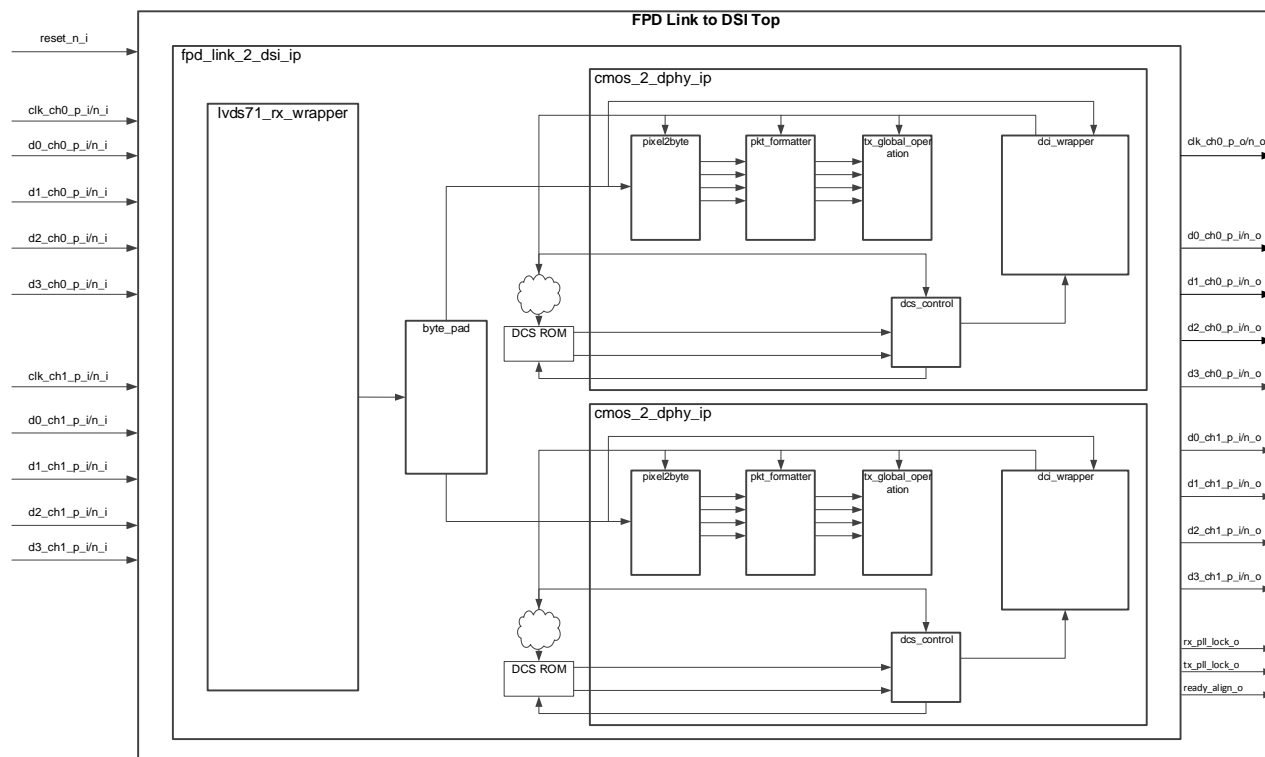 FPD Link to DSI Top
reset_n_i
clk_ch0_p_i/n_i
d0_ch0_p_i/n_i
d1_ch0_p_i/n_i
d2_ch0_p_i/n_i
d3_ch0_p_i/n_i
clk_ch1_p_i/n_i
d0_ch1_p_i/n_i
d1_ch1_p_i/n_i
d2_ch1_p_i/n_i
d3_ch1_p_i/n_i
fpd_link_2_dsi_ip
lvds71_rx_wrapper
byte_pad
cmos_2_dphy_ip
pixel2byte
pkt_formatter
tx_global_oper
ation
dci_wrapper
dcs_control
DCS ROM
cmos_2_dphy_ip
pixel2byte
pkt_formatter
tx_global_oper
ation
dci_wrapper
dcs_control
DCS ROM
clk_ch0_p_o/n_o
d0_ch0_p_i/n_o
d1_ch0_p_i/n_o
d2_ch0_p_i/n_o
d3_ch0_p_i/n_o
d0_ch1_p_i/n_o
d1_ch1_p_i/n_o
d2_ch1_p_i/n_o
d3_ch1_p_i/n_o
rx_pll_lock_o
tx_pll_lock_o
ready_align_o